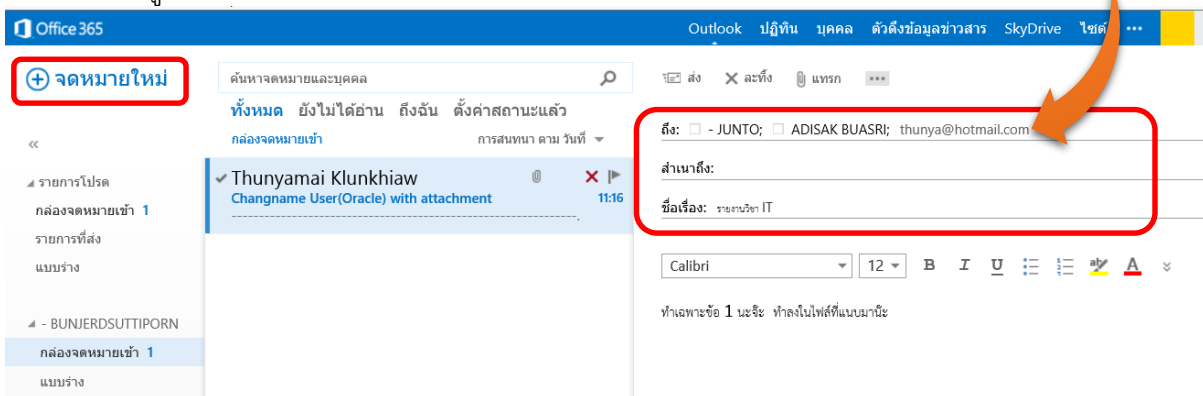 Office 365
Outlook ปฏิทิน บุคคล ตัวดึงข้อมูลข่าวสาร SkyDrive ไซต์ ...
จดหมายใหม่
ค้นหาจดหมายและบุคคล
ทั้งหมด ยังไม่ได้อ่าน ถึงฉัน ตั้งค่าสถานะแล้ว
กล่องจดหมายเข้า การสนทนา ตาม วันที่
«
รายการโปรด
กล่องจดหมายเข้า 1
รายการที่ส่ง
แบบร่าง
- BUNJERDSUTTIPORN
กล่องจดหมายเข้า 1
แบบร่าง
Thunyamai Klunkhiaw
Changname User(Oracle) with attachment 11:16
ส่ง ละทิ้ง แทรก ...
ถึง: - JUNTO; ADISAK BUASRI; thunya@hotmail.com
สำเนาถึง:
ชื่อเรื่อง: รายงานวิชา IT
Calibri 12 B I U aby A
ทำเฉพาะข้อ 1 นะจ๊ะ ทำลงในไฟล์ที่แนบมานี๊ะ